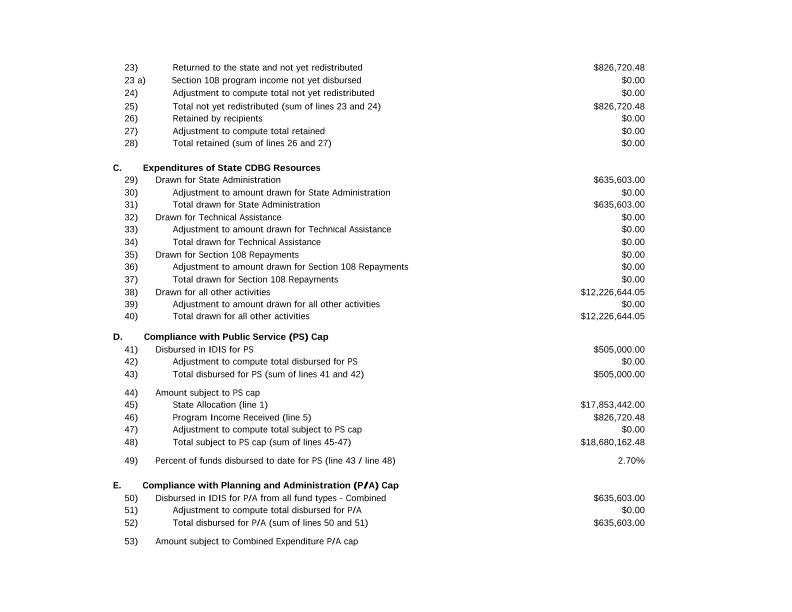 23) Returned to the state and not yet redistributed $826,720.48
23 a) Section 108 program income not yet disbursed $0.00
24) Adjustment to compute total not yet redistributed $0.00
25) Total not yet redistributed (sum of lines 23 and 24) $826,720.48
26) Retained by recipients $0.00
27) Adjustment to compute total retained $0.00
28) Total retained (sum of lines 26 and 27) $0.00
C. Expenditures of State CDBG Resources
29) Drawn for State Administration $635,603.00
30) Adjustment to amount drawn for State Administration $0.00
31) Total drawn for State Administration $635,603.00
32) Drawn for Technical Assistance $0.00
33) Adjustment to amount drawn for Technical Assistance $0.00
34) Total drawn for Technical Assistance $0.00
35) Drawn for Section 108 Repayments $0.00
36) Adjustment to amount drawn for Section 108 Repayments $0.00
37) Total drawn for Section 108 Repayments $0.00
38) Drawn for all other activities $12,226,644.05
39) Adjustment to amount drawn for all other activities $0.00
40) Total drawn for all other activities $12,226,644.05
D. Compliance with Public Service (PS) Cap
41) Disbursed in IDIS for PS $505,000.00
42) Adjustment to compute total disbursed for PS $0.00
43) Total disbursed for PS (sum of lines 41 and 42) $505,000.00
44) Amount subject to PS cap
45) State Allocation (line 1) $17,853,442.00
46) Program Income Received (line 5) $826,720.48
47) Adjustment to compute total subject to PS cap $0.00
48) Total subject to PS cap (sum of lines 45-47) $18,680,162.48
49) Percent of funds disbursed to date for PS (line 43 / line 48) 2.70%
E. Compliance with Planning and Administration (P/A) Cap
50) Disbursed in IDIS for P/A from all fund types - Combined $635,603.00
51) Adjustment to compute total disbursed for P/A $0.00
52) Total disbursed for P/A (sum of lines 50 and 51) $635,603.00
53) Amount subject to Combined Expenditure P/A cap